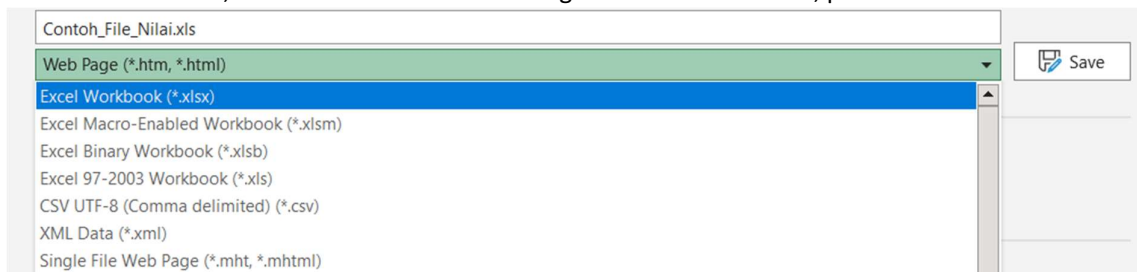 Contoh_File_Nilai.xls
Web Page (*.htm, *.html)
Save
Excel Workbook (*.xlsx)
Excel Macro-Enabled Workbook (*.xlsm)
Excel Binary Workbook (*.xlsb)
Excel 97-2003 Workbook (*.xls)
CSV UTF-8 (Comma delimited) (*.csv)
XML Data (*.xml)
Single File Web Page (*.mht, *.mhtml)